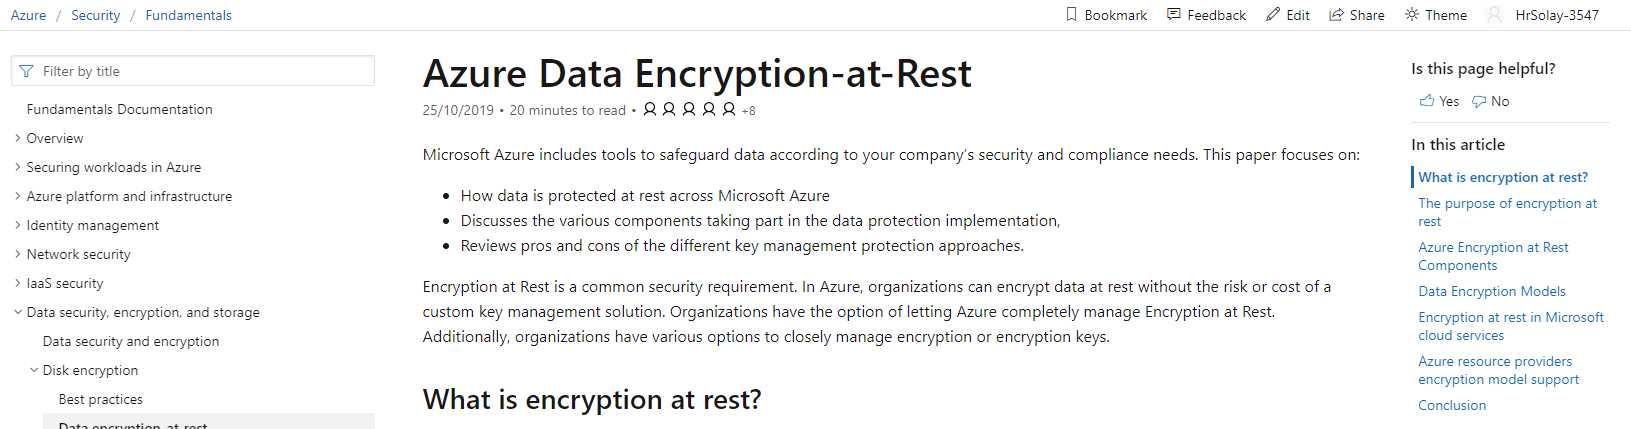 Azure / Security / Fundamentals
Bookmark Feedback Edit Share Theme HrSolay-3547
Filter by title
Fundamentals Documentation
Overview
Securing workloads in Azure
Azure platform and infrastructure
Identity management
Network security
IaaS security
Data security, encryption, and storage
Data security and encryption
Disk encryption
Best practices
Data encryption-at-rest
Azure Data Encryption-at-Rest
25/10/2019 • 20 minutes to read • +8
Microsoft Azure includes tools to safeguard data according to your company's security and compliance needs. This paper focuses on:
• How data is protected at rest across Microsoft Azure
• Discusses the various components taking part in the data protection implementation,
• Reviews pros and cons of the different key management protection approaches.
Encryption at Rest is a common security requirement. In Azure, organizations can encrypt data at rest without the risk or cost of a
custom key management solution. Organizations have the option of letting Azure completely manage Encryption at Rest.
Additionally, organizations have various options to closely manage encryption or encryption keys.
What is encryption at rest?
Is this page helpful?
Yes No
In this article
What is encryption at rest?
The purpose of encryption at
rest
Azure Encryption at Rest
Components
Data Encryption Models
Encryption at rest in Microsoft
cloud services
Azure resource providers
encryption model support
Conclusion